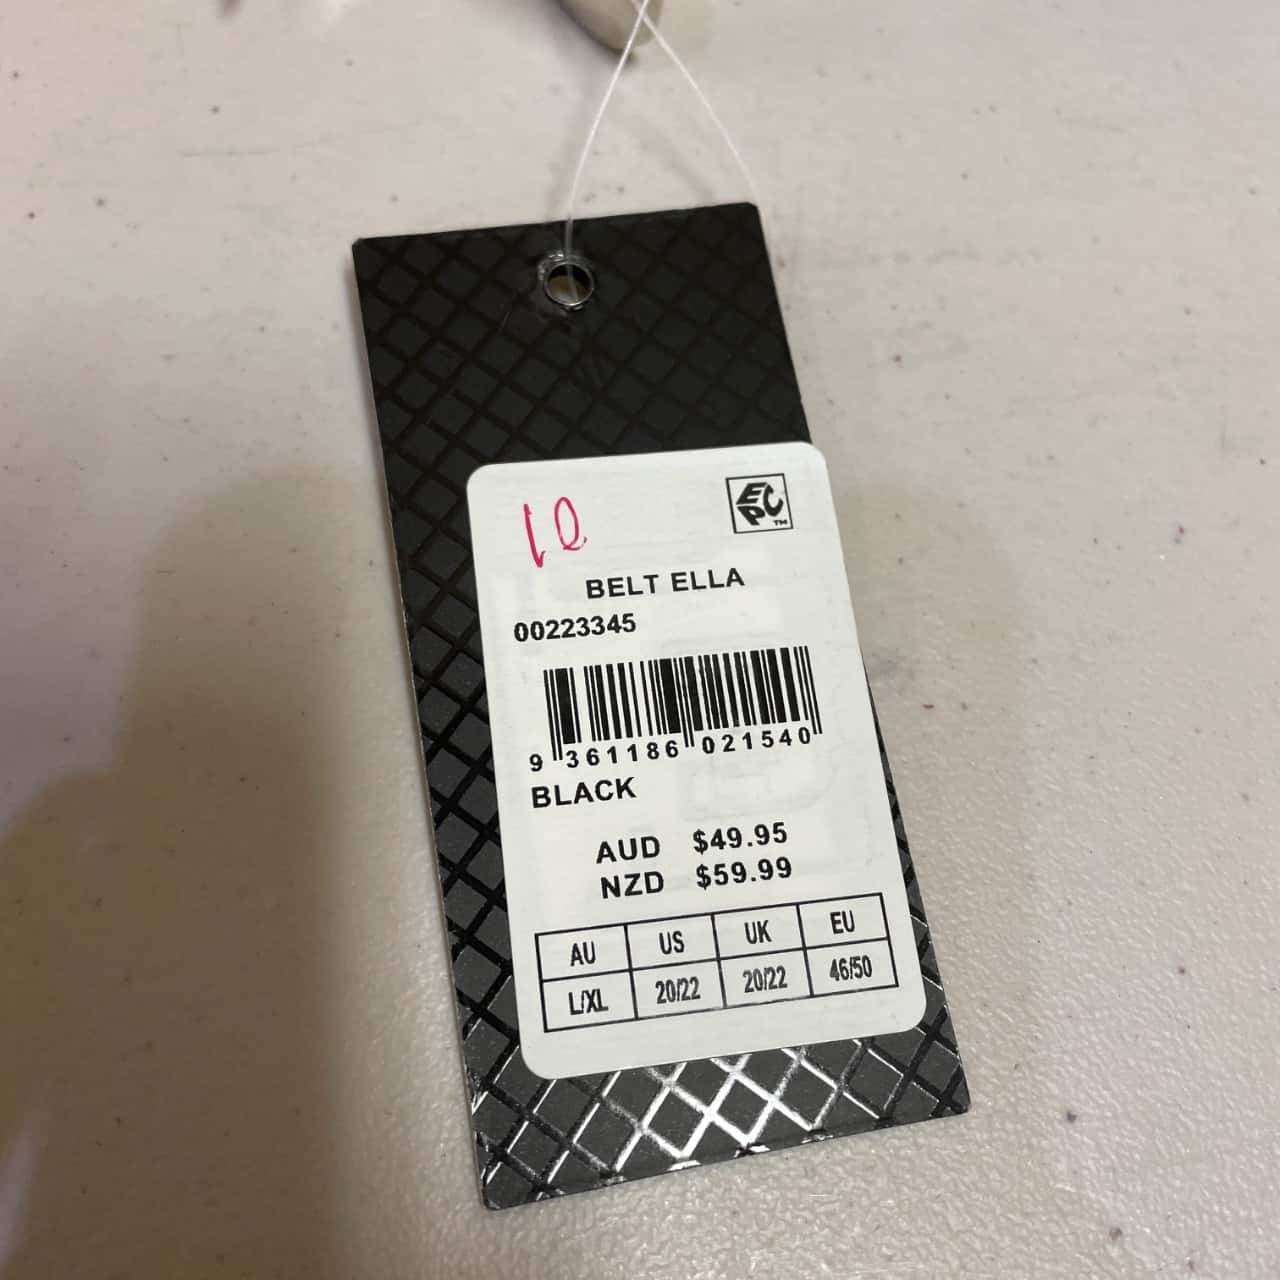 10
EPC™
BELT ELLA
00223345
9 361186 021540
BLACK
AUD $49.95
NZD $59.99
AU US UK EU
L/XL 20/22 20/22 46/50